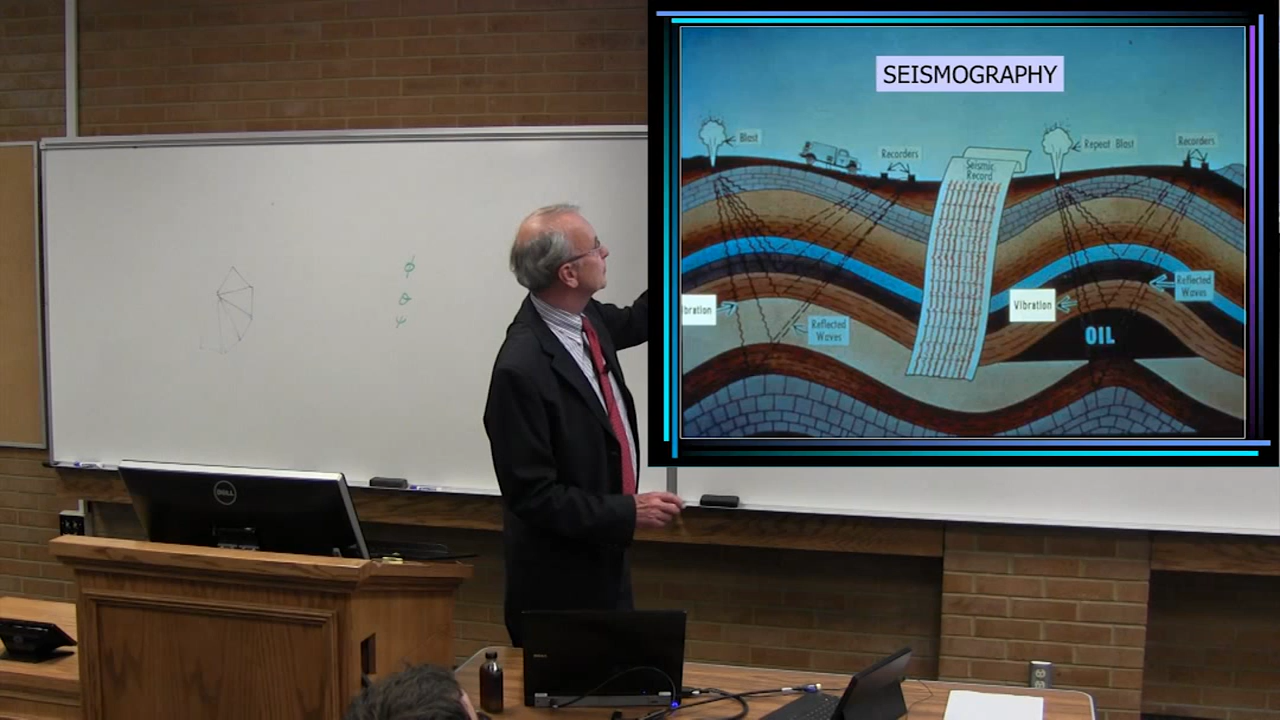 SEISMOGRAPHY
Blast
Recorders
Seismic
Record
Repeat Blast
Recorders
bration
Reflected
Waves
Vibration
Reflected
Waves
OIL
φ
θ
ψ
DELL